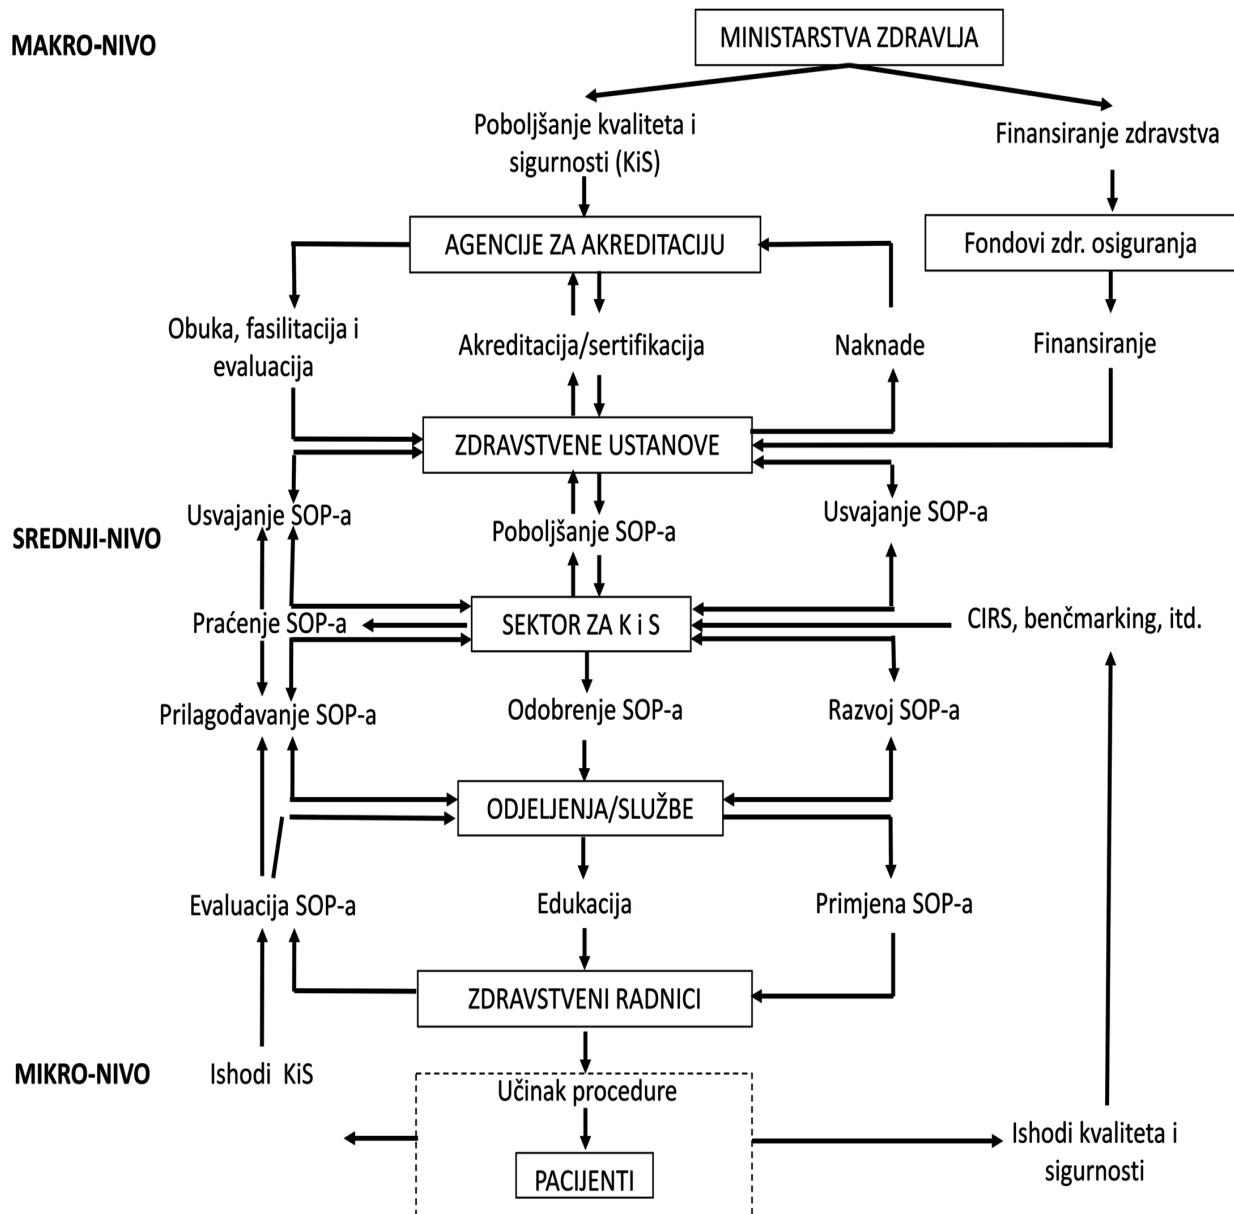 MAKRO-NIVO
MINISTARSTVA ZDRAVLJA
Poboljšanje kvaliteta i
sigurnosti (KiS)
Finansiranje zdravstva
AGENCIJE ZA AKREDITACIJU
Fondovi zdr. osiguranja
Obuka, fasilitacija i
evaluacija
Akreditacija/sertifikacija
Naknade
Finansiranje
ZDRAVSTVENE USTANOVE
Usvajanje SOP-a
Poboljšanje SOP-a
Usvajanje SOP-a
SREDNJI-NIVO
Praćenje SOP-a
SEKTOR ZA K i S
CIRS, benčmarking, itd.
Prilagođavanje SOP-a
Odobrenje SOP-a
Razvoj SOP-a
ODJELJENJA/SLUŽBE
Evaluacija SOP-a
Edukacija
Primjena SOP-a
ZDRAVSTVENI RADNICI
MIKRO-NIVO
Ishodi KiS
Učinak procedure
Ishodi kvaliteta i
sigurnosti
PACIJENTI